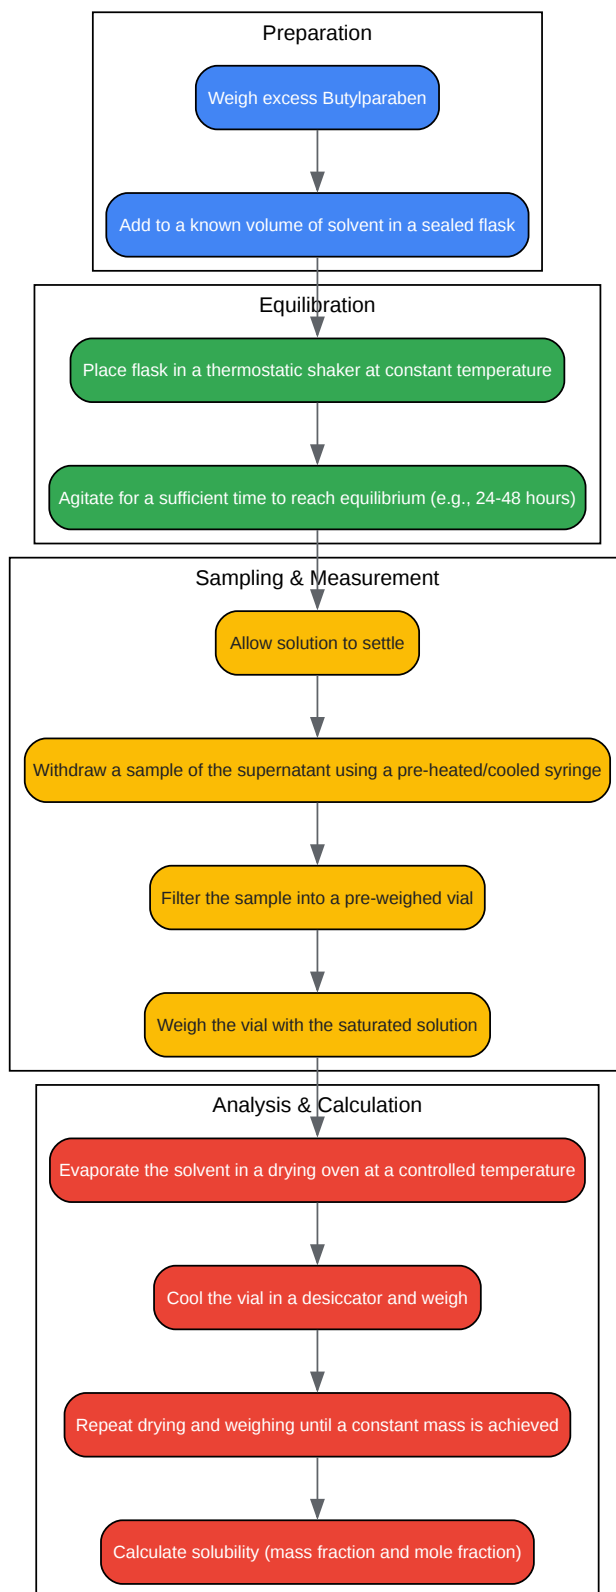 Preparation
Weigh excess Butylparaben
Add to a known volume of solvent in a sealed flask
Equilibration
Place flask in a thermostatic shaker at constant temperature
Agitate for a sufficient time to reach equilibrium (e.g., 24-48 hours)
Sampling & Measurement
Allow solution to settle
Withdraw a sample of the supernatant using a pre-heated/cooled syringe
Filter the sample into a pre-weighed vial
Weigh the vial with the saturated solution
Analysis & Calculation
Evaporate the solvent in a drying oven at a controlled temperature
Cool the vial in a desiccator and weigh
Repeat drying and weighing until a constant mass is achieved
Calculate solubility (mass fraction and mole fraction)